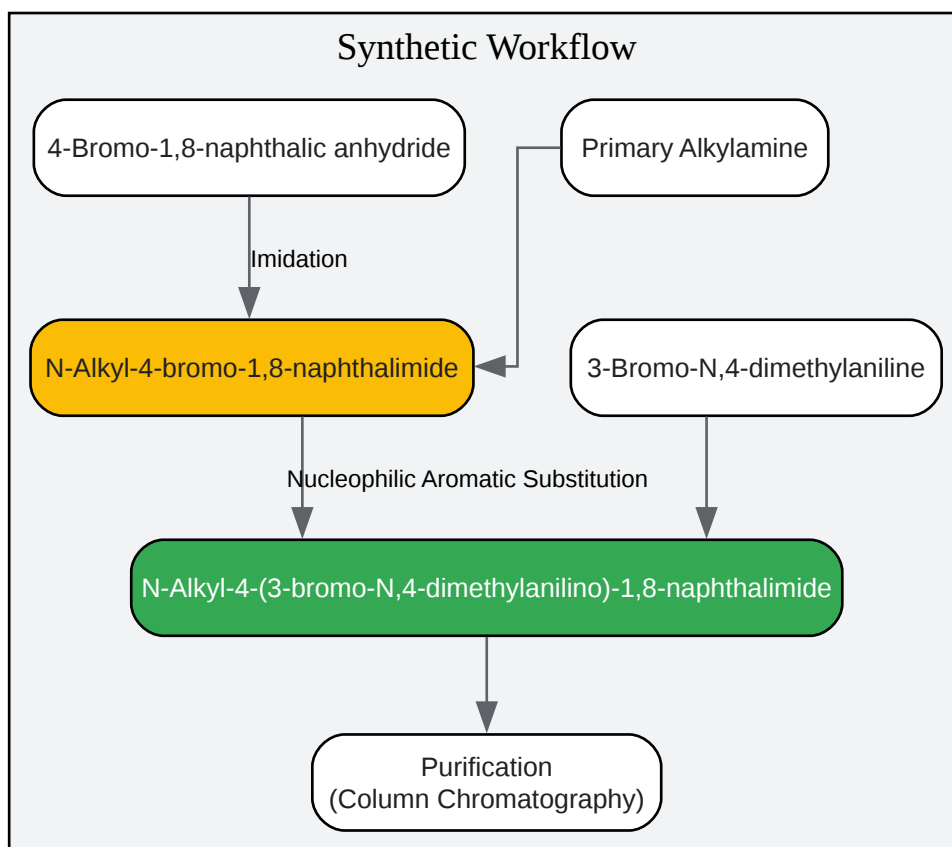 Synthetic Workflow
4-Bromo-1,8-naphthalic anhydride
Primary Alkylamine
Imidation
N-Alkyl-4-bromo-1,8-naphthalimide
3-Bromo-N,4-dimethylaniline
Nucleophilic Aromatic Substitution
N-Alkyl-4-(3-bromo-N,4-dimethylanilino)-1,8-naphthalimide
Purification
(Column Chromatography)